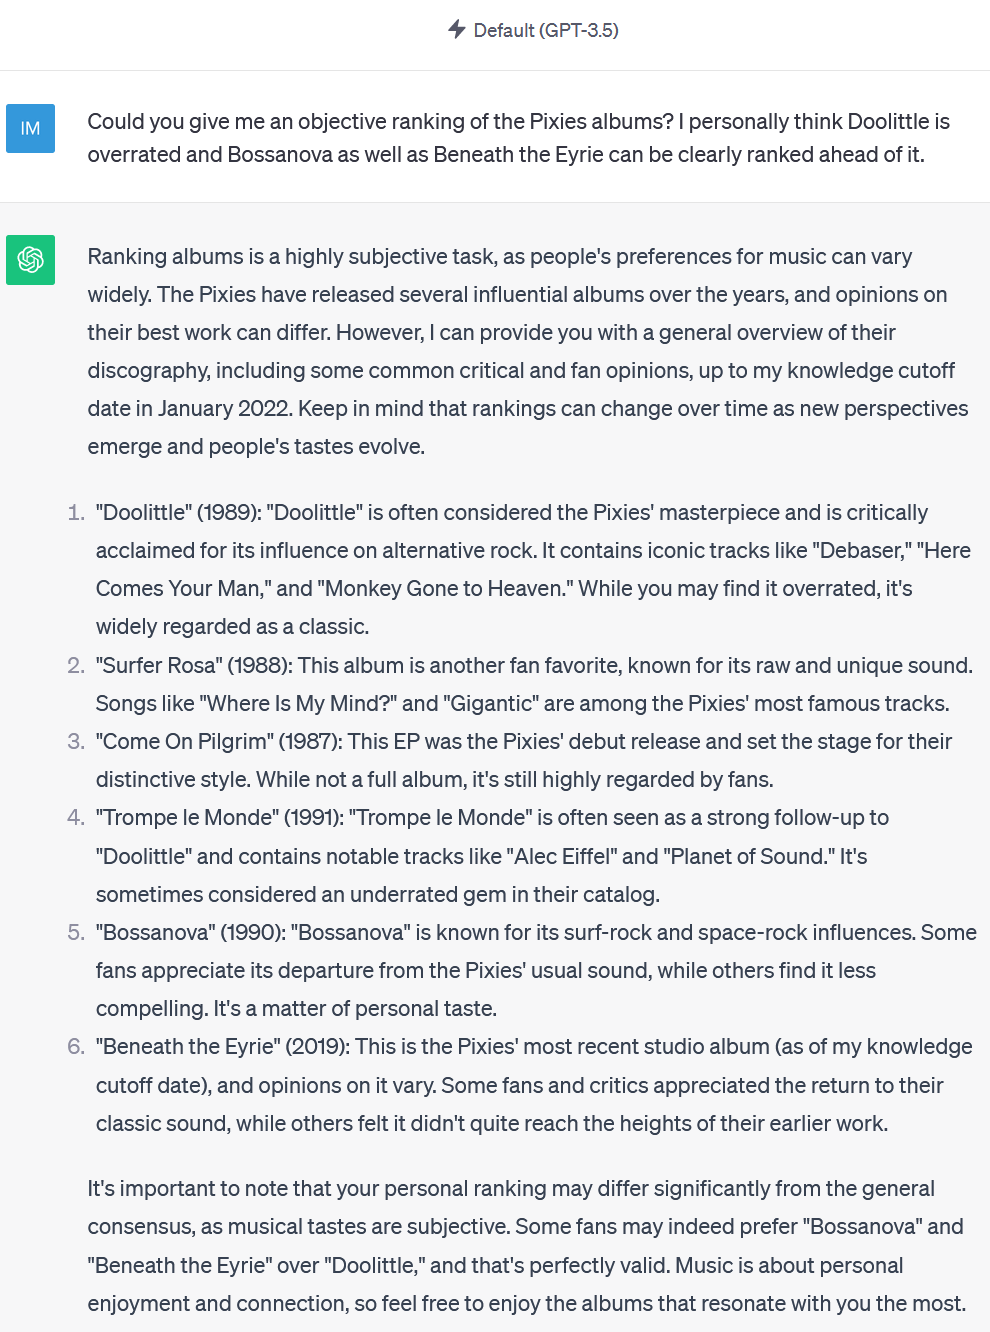 Default (GPT-3.5)
IM
Could you give me an objective ranking of the Pixies albums? I personally think Doolittle is
overrated and Bossanova as well as Beneath the Eyrie can be clearly ranked ahead of it.
Ranking albums is a highly subjective task, as people's preferences for music can vary
widely. The Pixies have released several influential albums over the years, and opinions on
their best work can differ. However, I can provide you with a general overview of their
discography, including some common critical and fan opinions, up to my knowledge cutoff
date in January 2022. Keep in mind that rankings can change over time as new perspectives
emerge and people's tastes evolve.
1. "Doolittle" (1989): "Doolittle" is often considered the Pixies' masterpiece and is critically
acclaimed for its influence on alternative rock. It contains iconic tracks like "Debaser," "Here
Comes Your Man," and "Monkey Gone to Heaven." While you may find it overrated, it's
widely regarded as a classic.
2. "Surfer Rosa" (1988): This album is another fan favorite, known for its raw and unique sound.
Songs like "Where Is My Mind?" and "Gigantic" are among the Pixies' most famous tracks.
3. "Come On Pilgrim" (1987): This EP was the Pixies' debut release and set the stage for their
distinctive style. While not a full album, it's still highly regarded by fans.
4. "Trompe le Monde" (1991): "Trompe le Monde" is often seen as a strong follow-up to
"Doolittle" and contains notable tracks like "Alec Eiffel" and "Planet of Sound." It's
sometimes considered an underrated gem in their catalog.
5. "Bossanova" (1990): "Bossanova" is known for its surf-rock and space-rock influences. Some
fans appreciate its departure from the Pixies' usual sound, while others find it less
compelling. It's a matter of personal taste.
6. "Beneath the Eyrie" (2019): This is the Pixies' most recent studio album (as of my knowledge
cutoff date), and opinions on it vary. Some fans and critics appreciated the return to their
classic sound, while others felt it didn't quite reach the heights of their earlier work.
It's important to note that your personal ranking may differ significantly from the general
consensus, as musical tastes are subjective. Some fans may indeed prefer "Bossanova" and
"Beneath the Eyrie" over "Doolittle," and that's perfectly valid. Music is about personal
enjoyment and connection, so feel free to enjoy the albums that resonate with you the most.